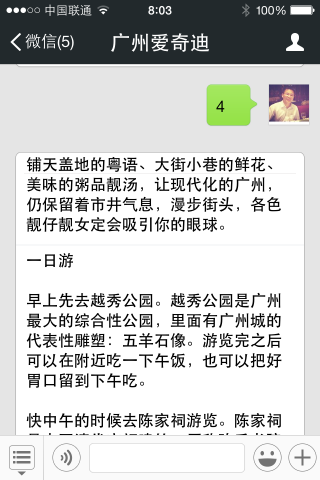 中国联通 8:03 100%
微信(5) 广州爱奇迪
4
铺天盖地的粤语、大街小巷的鲜花、
美味的粥品靓汤，让现代化的广州，
仍保留着市井气息，漫步街头，各色
靓仔靓女定会吸引你的眼球。
一日游
早上先去越秀公园。越秀公园是广州
最大的综合性公园，里面有广州城的
代表性雕塑：五羊石像。游览完之后
可以在附近吃一下午饭，也可以把好
胃口留到下午吃。
快中午的时候去陈家祠游览。陈家祠